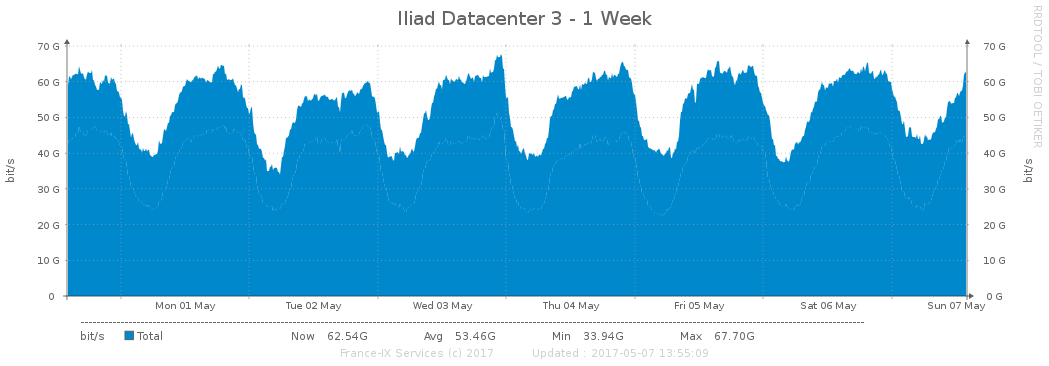 Iliad Datacenter 3 - 1 Week
RRDTOOL / TOBI OETIKER
70 G 70 G
60 G 60 G
50 G 50 G
40 G 40 G
30 G 30 G
20 G 20 G
10 G 10 G
0 0 G
bit/s bit/s
Mon 01 May Tue 02 May Wed 03 May Thu 04 May Fri 05 May Sat 06 May Sun 07 May
bit/s Total Now 62.54G Avg 53.46G Min 33.94G Max 67.70G
France-IX Services (c) 2017 Updated : 2017-05-07 13:55:09